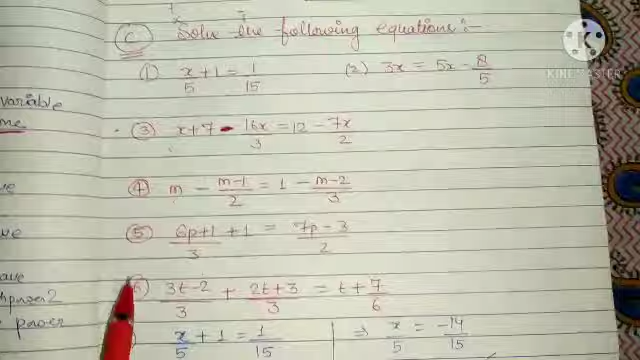 (C) Solve the following equations:-
(1) x/5 + 1 = 1/15 (2) 3x = 5x - 8/5
variable
me
(3) x + 7 - 16x/3 = 12 - 7x/2
(4) m - (m-1)/2 = 1 - (m-2)/3
(5) (6p+1)/3 + 1 = (7p-3)/2
(6) (3t-2)/3 + (2t+3)/3 = t + 7/6
power
x/5 + 1 = 1/15 ⇒ x/5 = -14/15
KINEMASTER